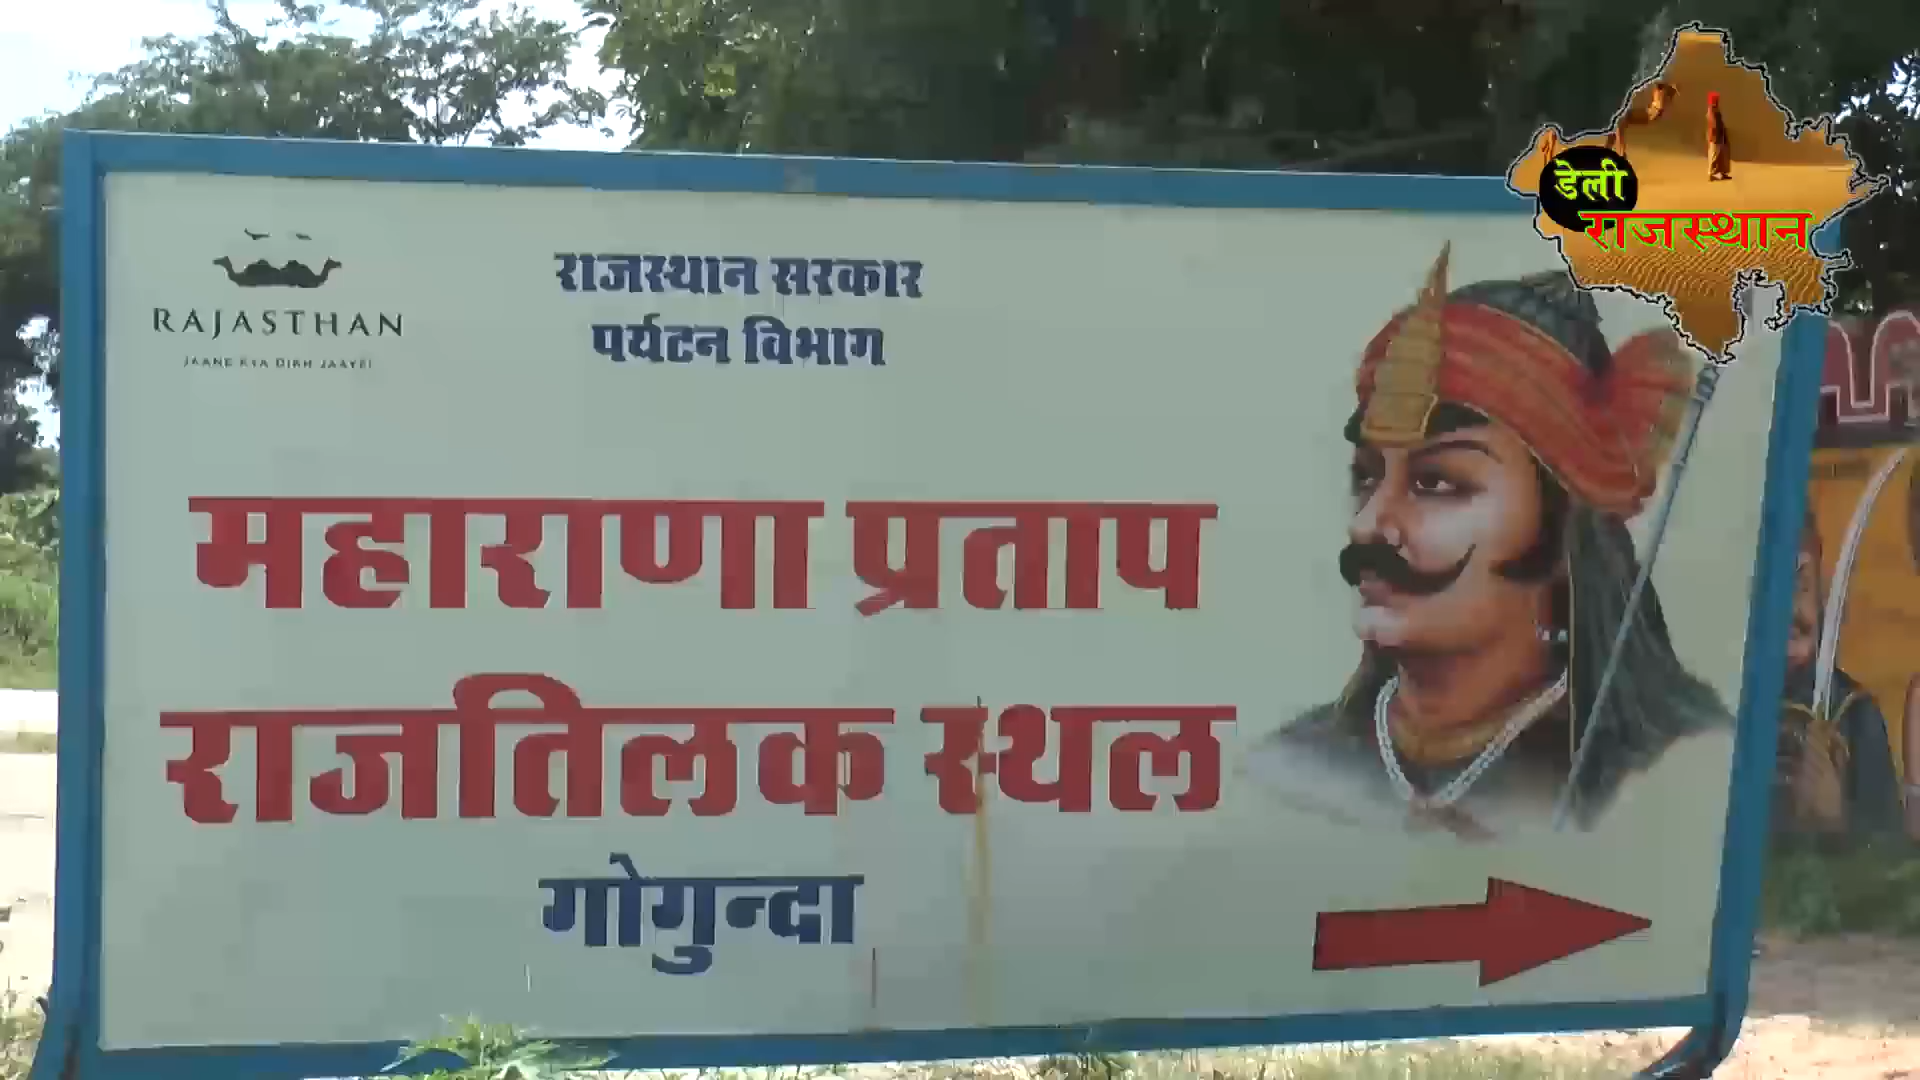 डेली
राजस्थान
RAJASTHAN
JAANE KYA DIKH JAAYE!
राजस्थान सरकार
पर्यटन विभाग
महाराणा प्रताप
राजतिलक स्थल
गोगुन्दा